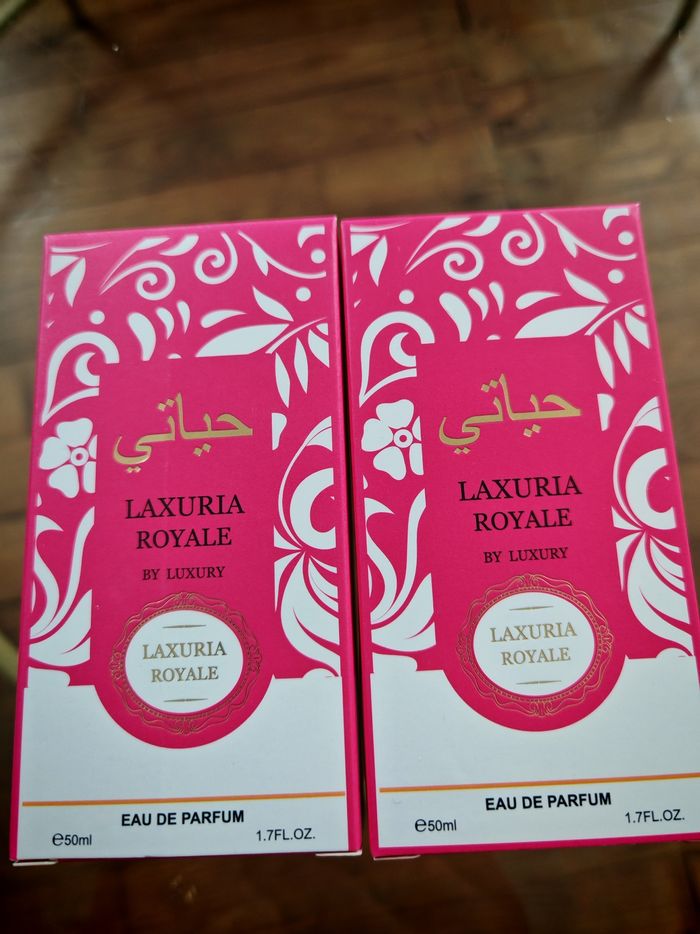 حياتي
LAXURIA
ROYALE
BY LUXURY
LAXURIA
ROYALE
EAU DE PARFUM
℮50ml 1.7FL.OZ.
حياتي
LAXURIA
ROYALE
BY LUXURY
LAXURIA
ROYALE
EAU DE PARFUM
℮50ml 1.7FL.OZ.